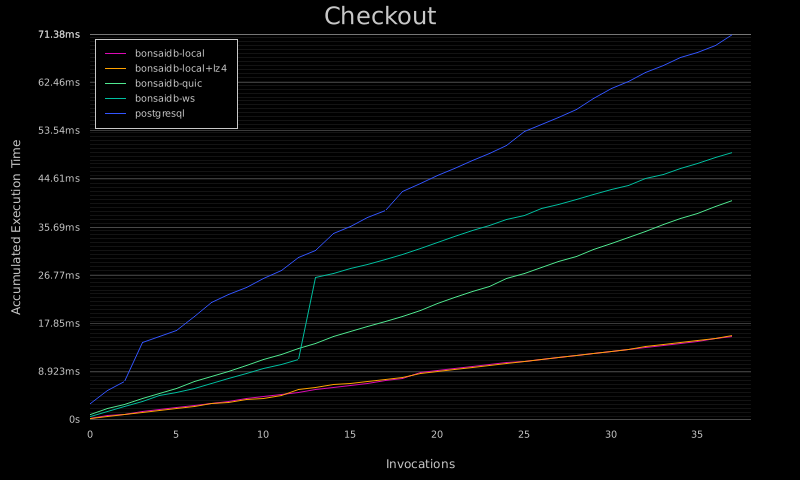 Checkout
71.38ms
62.46ms
53.54ms
44.61ms
35.69ms
26.77ms
17.85ms
8.923ms
0s
Accumulated Execution Time
bonsaidb-local
bonsaidb-local+lz4
bonsaidb-quic
bonsaidb-ws
postgresql
0 5 10 15 20 25 30 35
Invocations